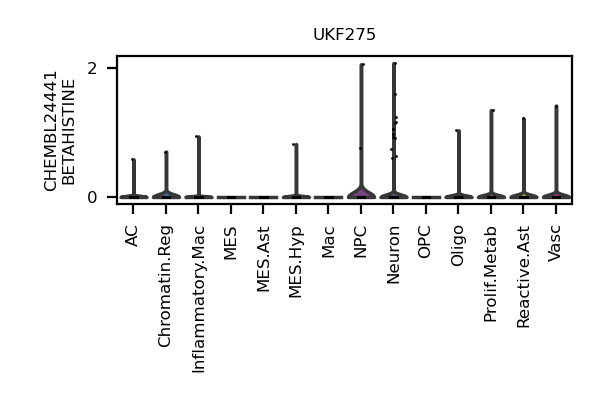 UKF275
CHEMBL24441
BETAHISTINE
2
0
AC
Chromatin.Reg
Inflammatory.Mac
MES
MES.Ast
MES.Hyp
Mac
NPC
Neuron
OPC
Oligo
Prolif.Metab
Reactive.Ast
Vasc